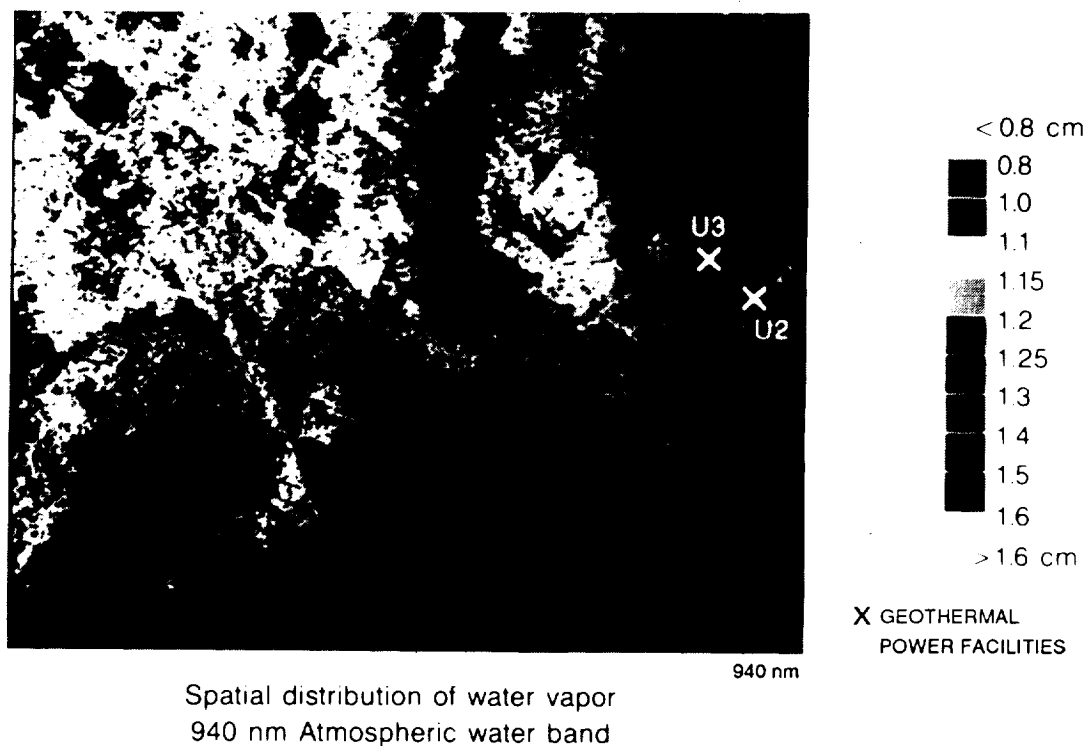 U3
U2
< 0.8 cm
0.8
1.0
1.1
1.15
1.2
1.25
1.3
1.4
1.5
1.6
> 1.6 cm
X GEOTHERMAL
POWER FACILITIES
940 nm
Spatial distribution of water vapor
940 nm Atmospheric water band